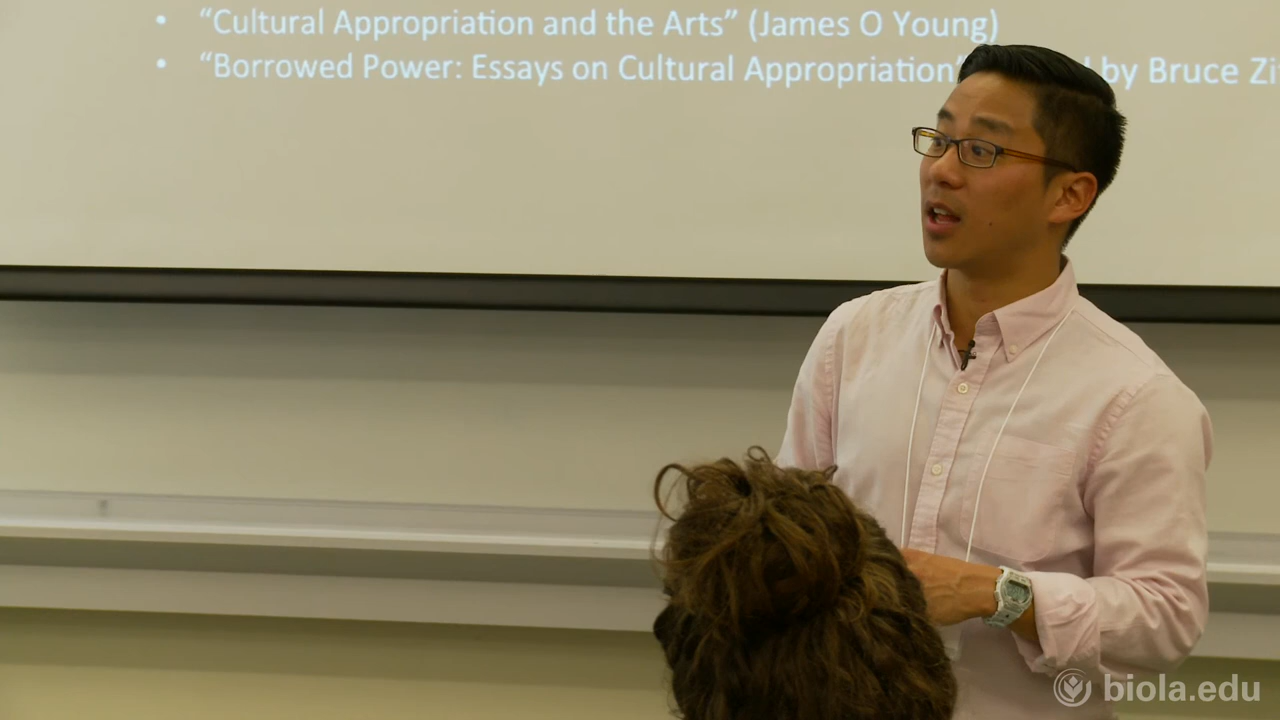 • “Cultural Appropriation and the Arts” (James O Young)
• “Borrowed Power: Essays on Cultural Appropriation” by Bruce
biola.edu